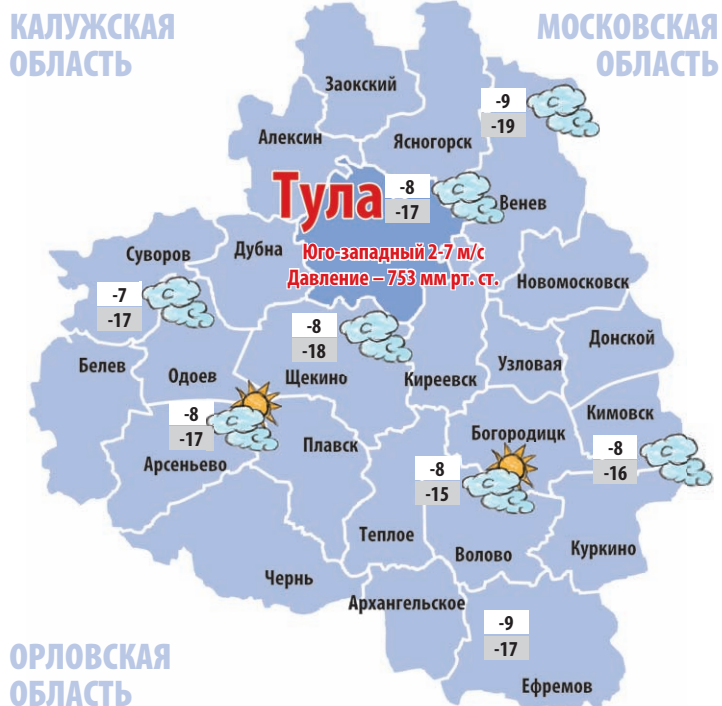 КАЛУЖСКАЯ
ОБЛАСТЬ
МОСКОВСКАЯ
ОБЛАСТЬ
Заокский
-9
-19
Алексин
Ясногорск
Тула
-8
-17
Венев
Суворов
Дубна
Юго-западный 2-7 м/с
Давление – 753 мм рт. ст.
Новомосковск
-7
-17
-8
-18
Донской
Белев
Одоев
Щекино
Киреевск
Узловая
-8
-17
Арсеньево
Плавск
Кимовск
Богородицк
-8
-16
-8
-15
Теплое
Волово
Куркино
Чернь
Архангельское
-9
-17
Ефремов
ОРЛОВСКАЯ
ОБЛАСТЬ